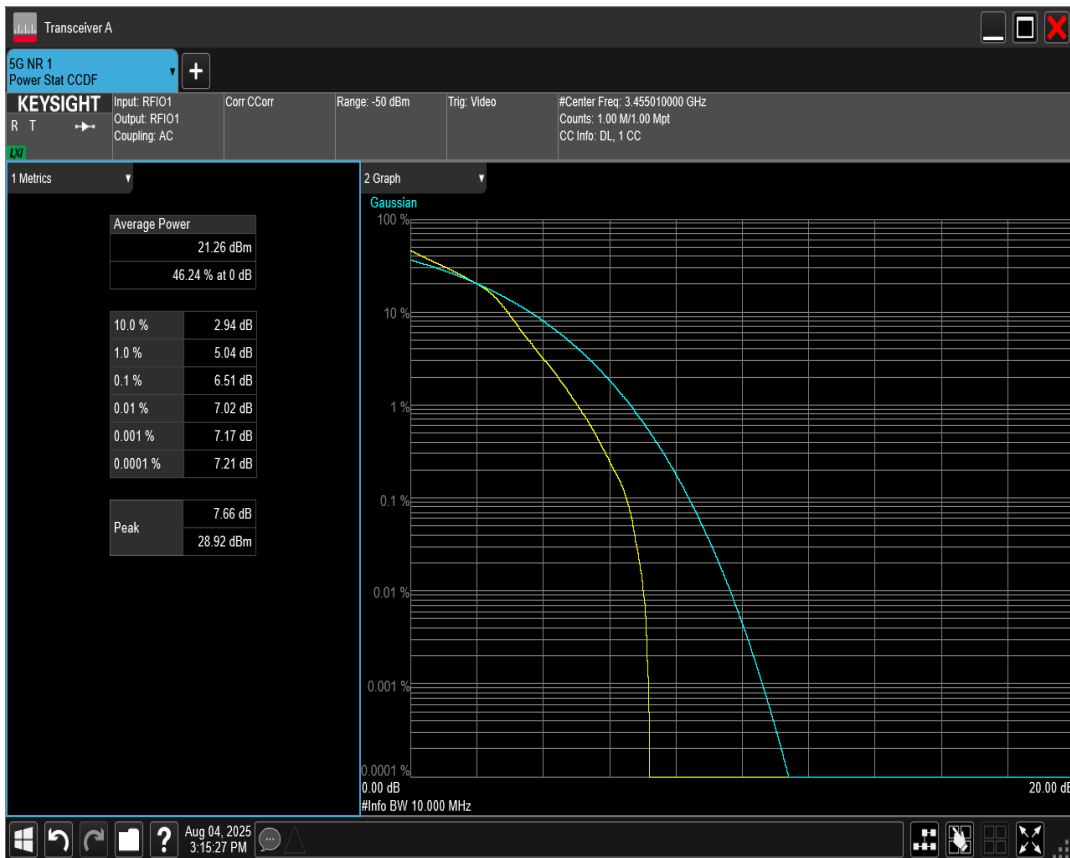 Transceiver A
5G NR 1
Power Stat CCDF
KEYSIGHT
R T
LXI
Input: RFIO1
Output: RFIO1
Coupling: AC
Corr CCorr
Range: -50 dBm
Trig: Video
#Center Freq: 3.455010000 GHz
Counts: 1.00 M/1.00 Mpt
CC Info: DL, 1 CC
1 Metrics
Average Power
21.26 dBm
46.24 % at 0 dB
10.0 % 2.94 dB
1.0 % 5.04 dB
0.1 % 6.51 dB
0.01 % 7.02 dB
0.001 % 7.17 dB
0.0001 % 7.21 dB
Peak
7.66 dB
28.92 dBm
2 Graph
Gaussian
100 %
10 %
1 %
0.1 %
0.01 %
0.001 %
0.0001 %
0.00 dB
20.00 dB
#Info BW 10.000 MHz
?
Aug 04, 2025
3:15:27 PM